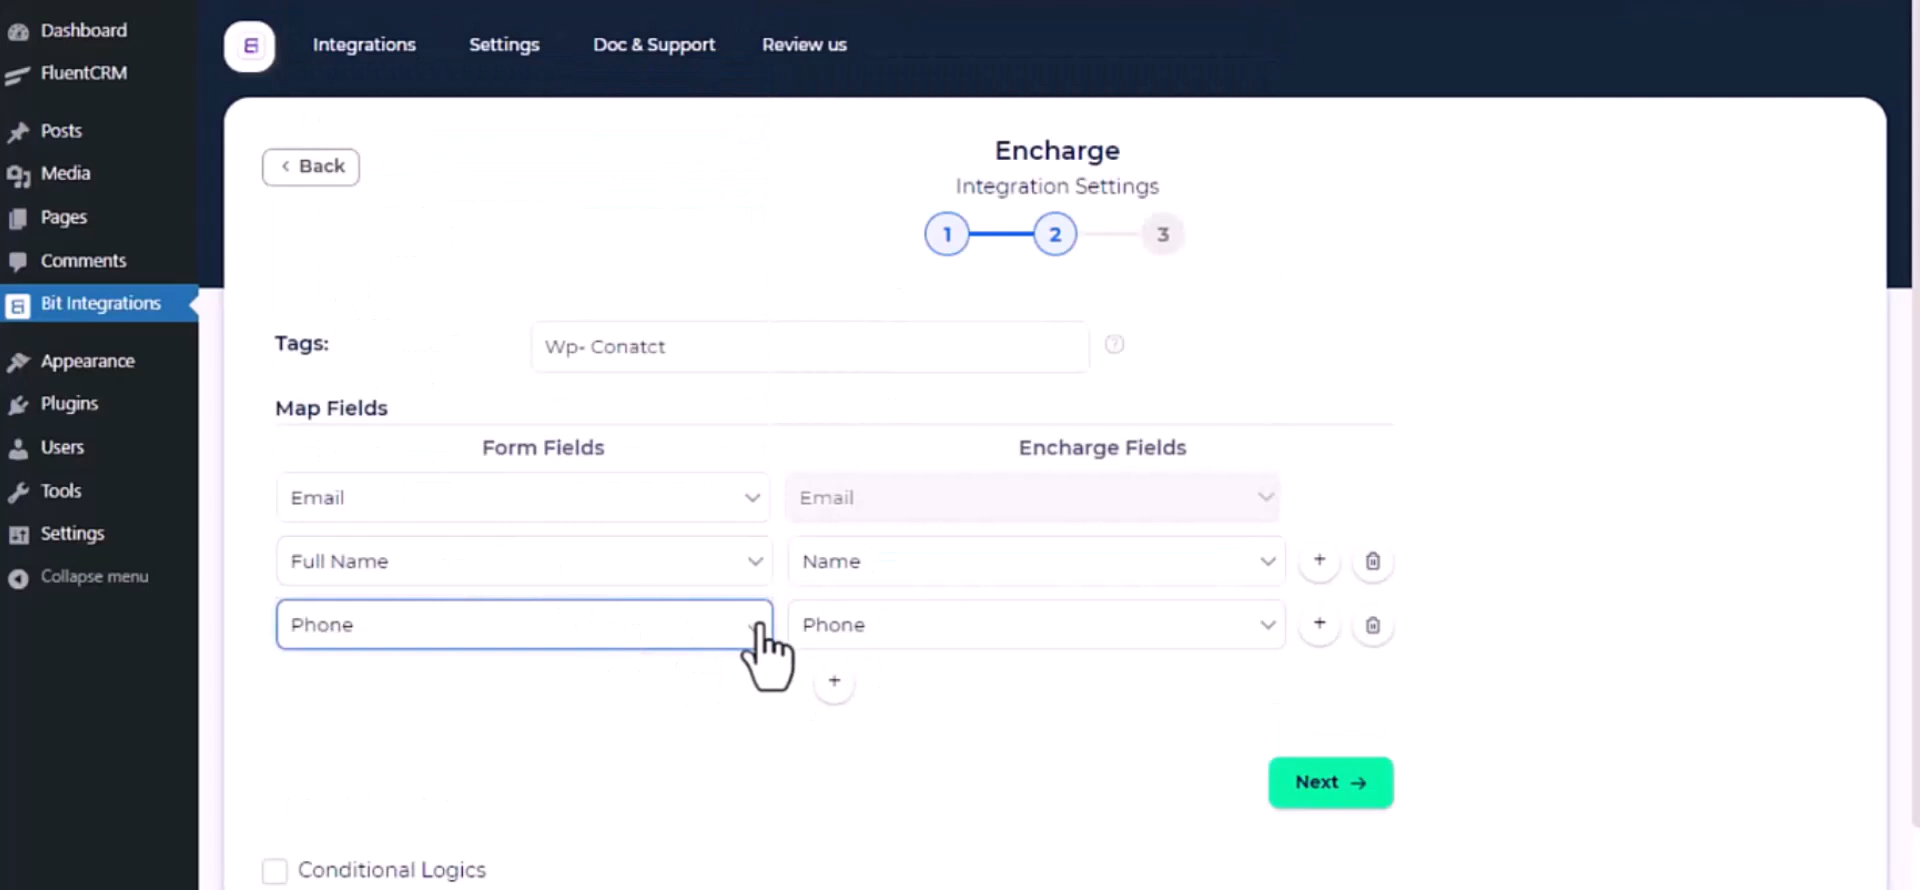 Dashboard
FluentCRM
Posts
Media
Pages
Comments
Bit Integrations
Appearance
Plugins
Users
Tools
Settings
Collapse menu
Integrations
Settings
Doc & Support
Review us
Back
Encharge
Integration Settings
1
2
3
Tags:
Wp- Conatct
?
Map Fields
Form Fields
Encharge Fields
Email
Email
Full Name
Name
+
Phone
Phone
+
+
Next →
Conditional Logics